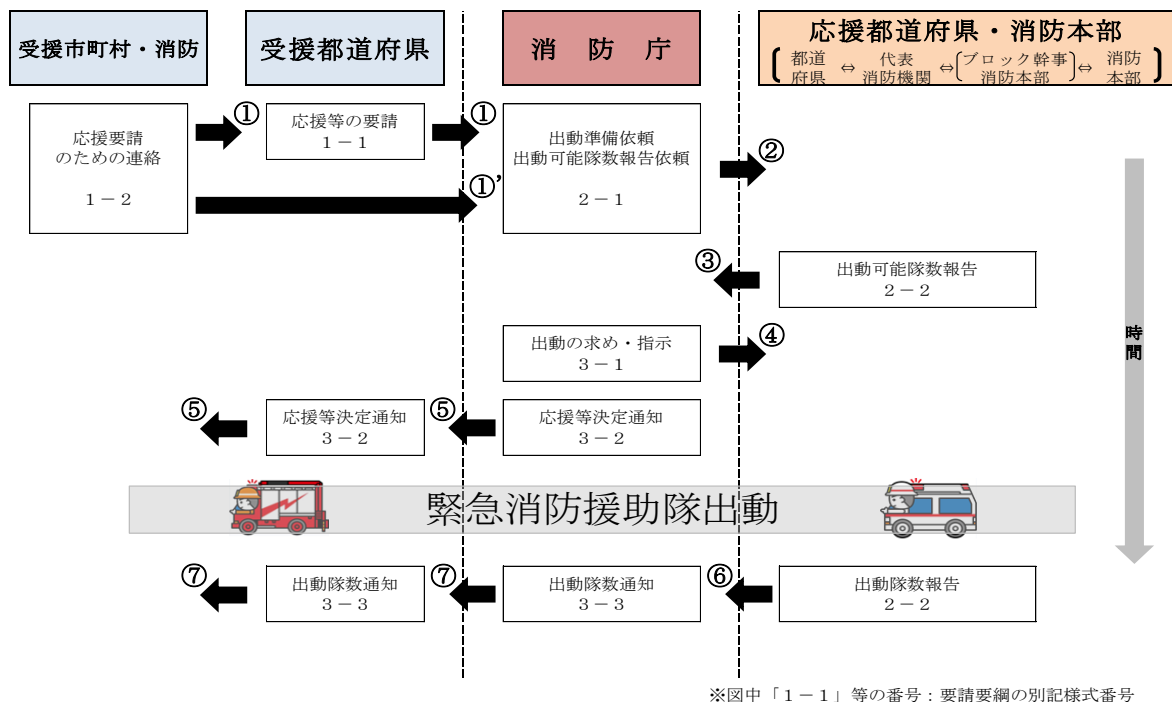 受援市町村・消防
受援都道府県
消 防 庁
応援都道府県・消防本部
都道府県 ⇔ 代表消防機関 ⇔ ブロック幹事消防本部 ⇔ 消防本部
応援要請
のための連絡
1-2
①
応援等の要請
1-1
①
①’
出動準備依頼
出動可能隊数報告依頼
2-1
②
③
出動可能隊数報告
2-2
出動の求め・指示
3-1
④
時間
⑤
応援等決定通知
3-2
⑤
応援等決定通知
3-2
緊急消防援助隊出動
⑦
出動隊数通知
3-3
⑦
出動隊数通知
3-3
⑥
出動隊数報告
2-2
※図中「1-1」等の番号：要請要綱の別記様式番号